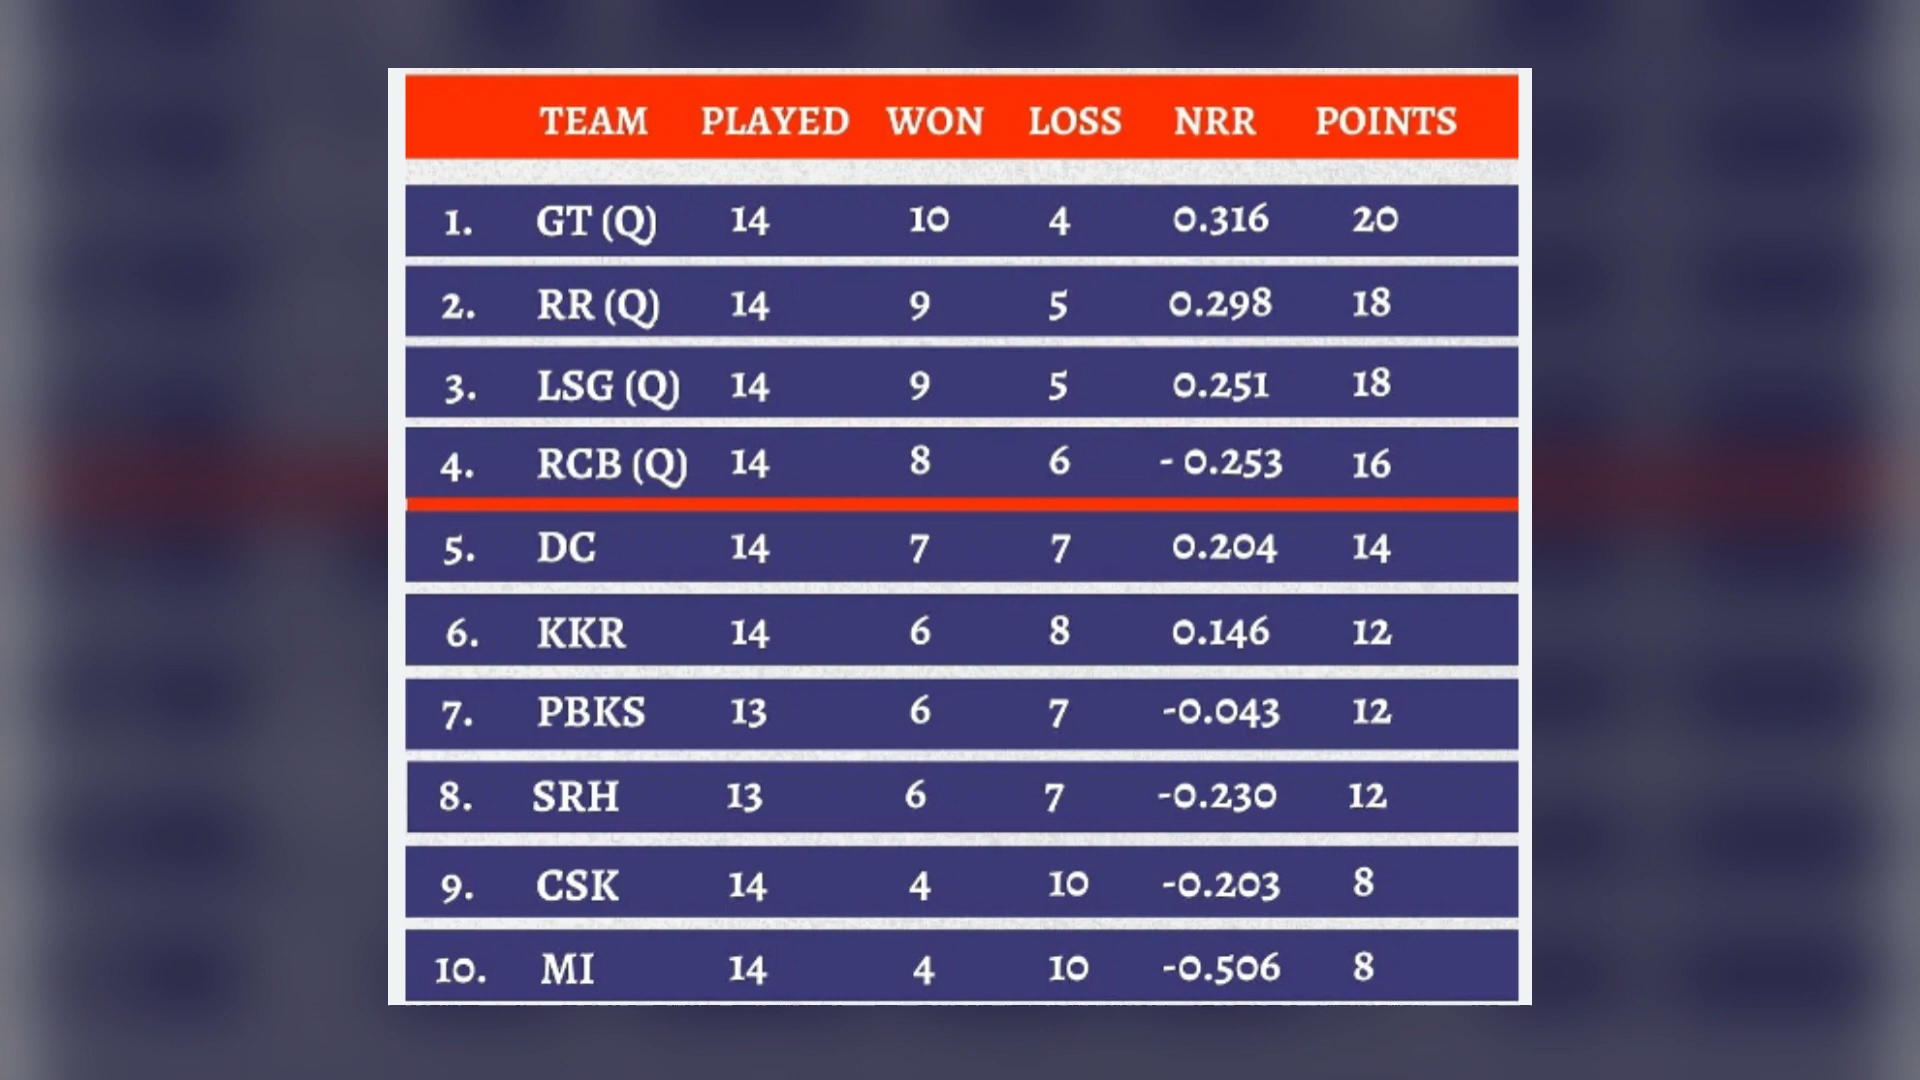 TEAM PLAYED WON LOSS NRR POINTS
1. GT (Q) 14 10 4 0.316 20
2. RR (Q) 14 9 5 0.298 18
3. LSG (Q) 14 9 5 0.251 18
4. RCB (Q) 14 8 6 - 0.253 16
5. DC 14 7 7 0.204 14
6. KKR 14 6 8 0.146 12
7. PBKS 13 6 7 -0.043 12
8. SRH 13 6 7 -0.230 12
9. CSK 14 4 10 -0.203 8
10. MI 14 4 10 -0.506 8